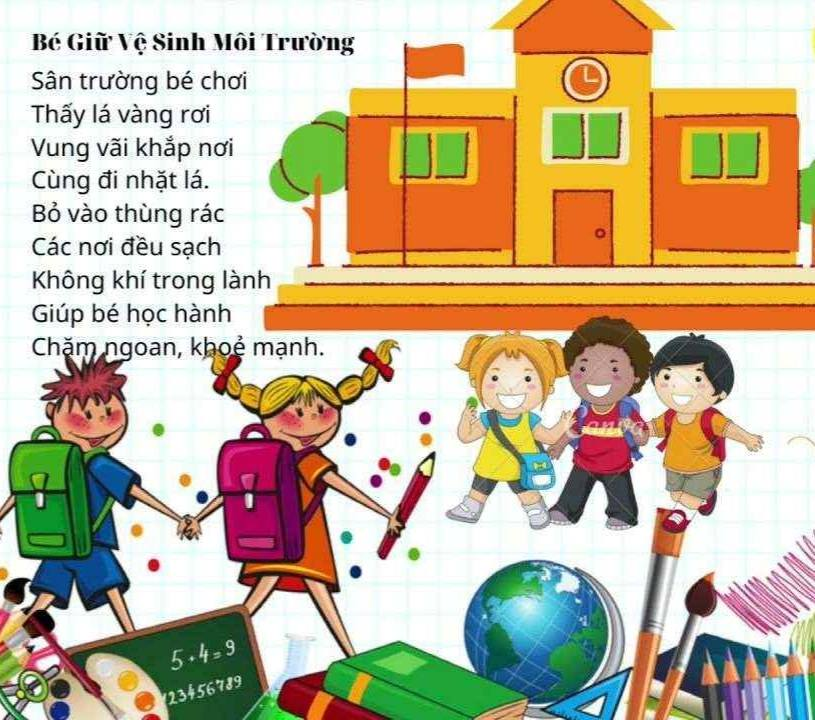 Bé Giữ Vệ Sinh Môi Trường
Sân trường bé chơi
Thấy lá vàng rơi
Vung vãi khắp nơi
Cùng đi nhặt lá.
Bỏ vào thùng rác
Các nơi đều sạch
Không khí trong lành
Giúp bé học hành
Chăm ngoan, khoẻ mạnh.
Canva
5+4=9
123456789